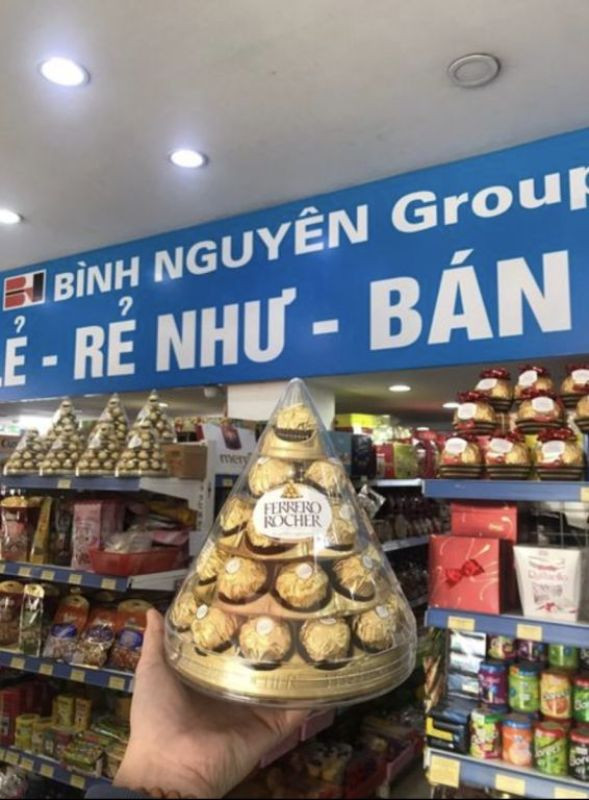 BÌNH NGUYÊN Group
LẺ - RẺ NHƯ - BÁN
FERRERO
ROCHER